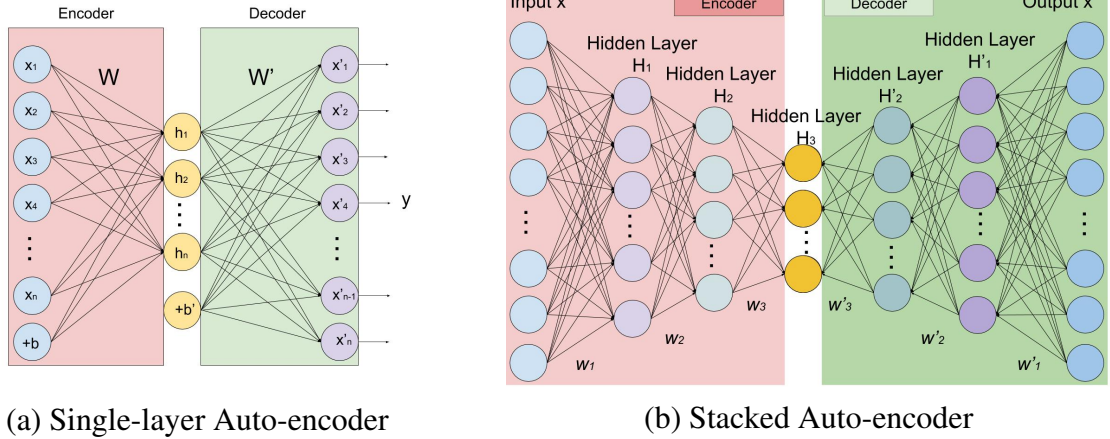 Encoder
Decoder
W
W'
x1
x2
x3
x4
xn
+b
h1
h2
hn
+b'
x'1
x'2
x'3
x'4
x'n-1
x'n
y
(a) Single-layer Auto-encoder
Input x
Encoder
Decoder
Output x
Hidden Layer
H1
Hidden Layer
H2
Hidden Layer
H3
Hidden Layer
H'2
Hidden Layer
H'1
w1
w2
w3
w'3
w'2
w'1
(b) Stacked Auto-encoder